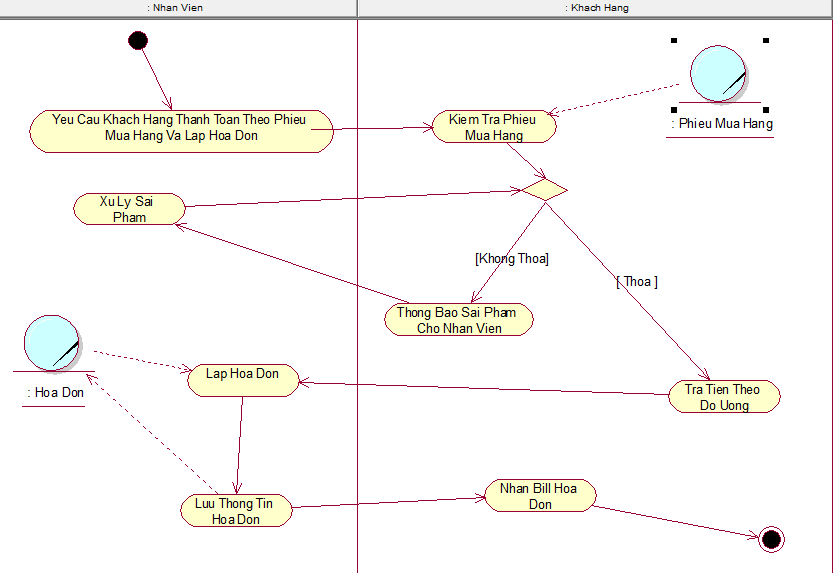 : Nhan Vien
: Khach Hang
Yeu Cau Khach Hang Thanh Toan Theo Phieu
Mua Hang Va Lap Hoa Don
Kiem Tra Phieu
Mua Hang
: Phieu Mua Hang
Xu Ly Sai
Pham
[Khong Thoa]
[ Thoa ]
Thong Bao Sai Pham
Cho Nhan Vien
: Hoa Don
Lap Hoa Don
Tra Tien Theo
Do Uong
Luu Thong Tin
Hoa Don
Nhan Bill Hoa
Don